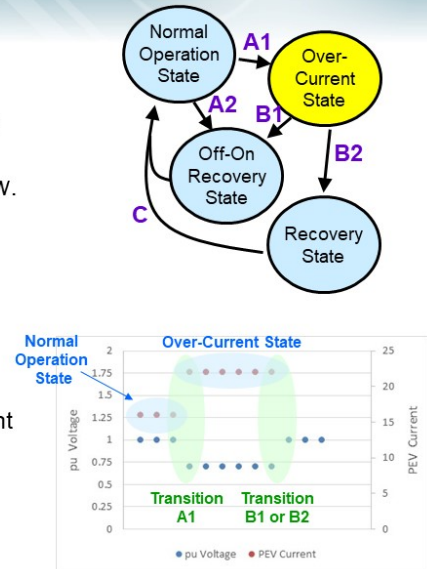 Normal
Operation
State
A1
Over-
Current
State
A2
B1
Off-On
Recovery
State
B2
w.
C
Recovery
State
Normal
Operation
State
Over-Current State
2
1.75
1.5
1.25
1
0.75
0.5
0.25
0
pu Voltage
25
20
15
10
5
0
PEV Current
nt
Transition
A1
Transition
B1 or B2
pu Voltage
PEV Current